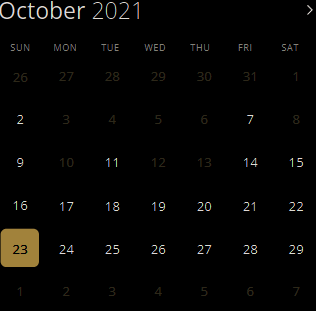 October 2021
SUN MON TUE WED THU FRI SAT
26 27 28 29 30 31 1
2 3 4 5 6 7 8
9 10 11 12 13 14 15
16 17 18 19 20 21 22
23 24 25 26 27 28 29
1 2 3 4 5 6 7